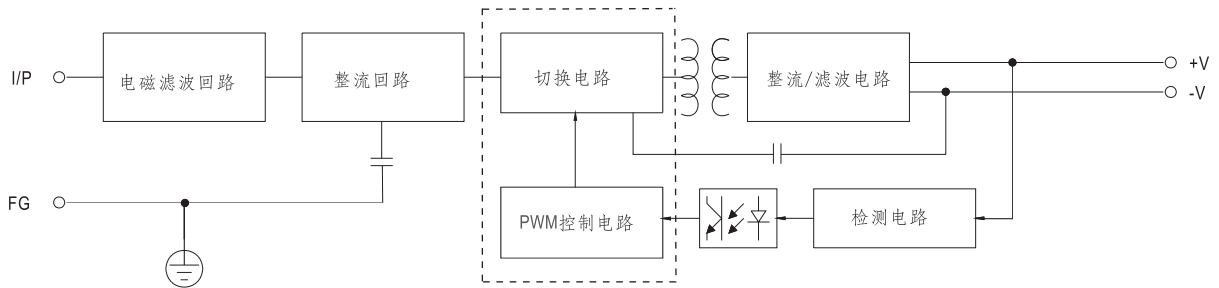 I/P
电磁滤波回路
整流回路
切换电路
整流/滤波电路
+V
-V
FG
PWM控制电路
检测电路